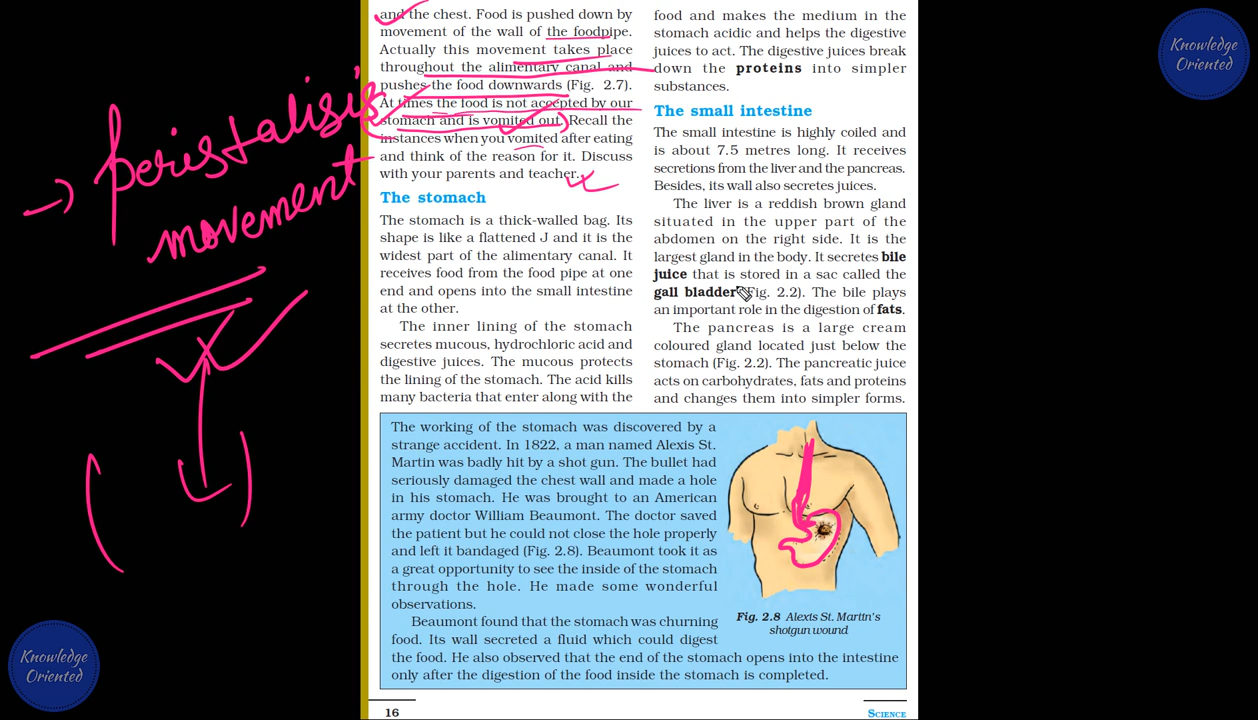 → peristalisis
movement
and the chest. Food is pushed down by
movement of the wall of the foodpipe.
Actually this movement takes place
throughout the alimentary canal and
pushes the food downwards (Fig. 2.7).
At times the food is not accepted by our
stomach and is vomited out. Recall the
instances when you vomited after eating
and think of the reason for it. Discuss
with your parents and teacher.
The stomach
The stomach is a thick-walled bag. Its
shape is like a flattened J and it is the
widest part of the alimentary canal. It
receives food from the food pipe at one
end and opens into the small intestine
at the other.
The inner lining of the stomach
secretes mucous, hydrochloric acid and
digestive juices. The mucous protects
the lining of the stomach. The acid kills
many bacteria that enter along with the
food and makes the medium in the
stomach acidic and helps the digestive
juices to act. The digestive juices break
down the proteins into simpler
substances.
The small intestine
The small intestine is highly coiled and
is about 7.5 metres long. It receives
secretions from the liver and the pancreas.
Besides, its wall also secretes juices.
The liver is a reddish brown gland
situated in the upper part of the
abdomen on the right side. It is the
largest gland in the body. It secretes bile
juice that is stored in a sac called the
gall bladder (Fig. 2.2). The bile plays
an important role in the digestion of fats.
The pancreas is a large cream
coloured gland located just below the
stomach (Fig. 2.2). The pancreatic juice
acts on carbohydrates, fats and proteins
and changes them into simpler forms.
The working of the stomach was discovered by a
strange accident. In 1822, a man named Alexis St.
Martin was badly hit by a shot gun. The bullet had
seriously damaged the chest wall and made a hole
in his stomach. He was brought to an American
army doctor William Beaumont. The doctor saved
the patient but he could not close the hole properly
and left it bandaged (Fig. 2.8). Beaumont took it as
a great opportunity to see the inside of the stomach
through the hole. He made some wonderful
observations.
Beaumont found that the stomach was churning
food. Its wall secreted a fluid which could digest
the food. He also observed that the end of the stomach opens into the intestine
only after the digestion of the food inside the stomach is completed.
Fig. 2.8 Alexis St. Martin's
shotgun wound
16
SCIENCE
Knowledge
Oriented
Knowledge
Oriented